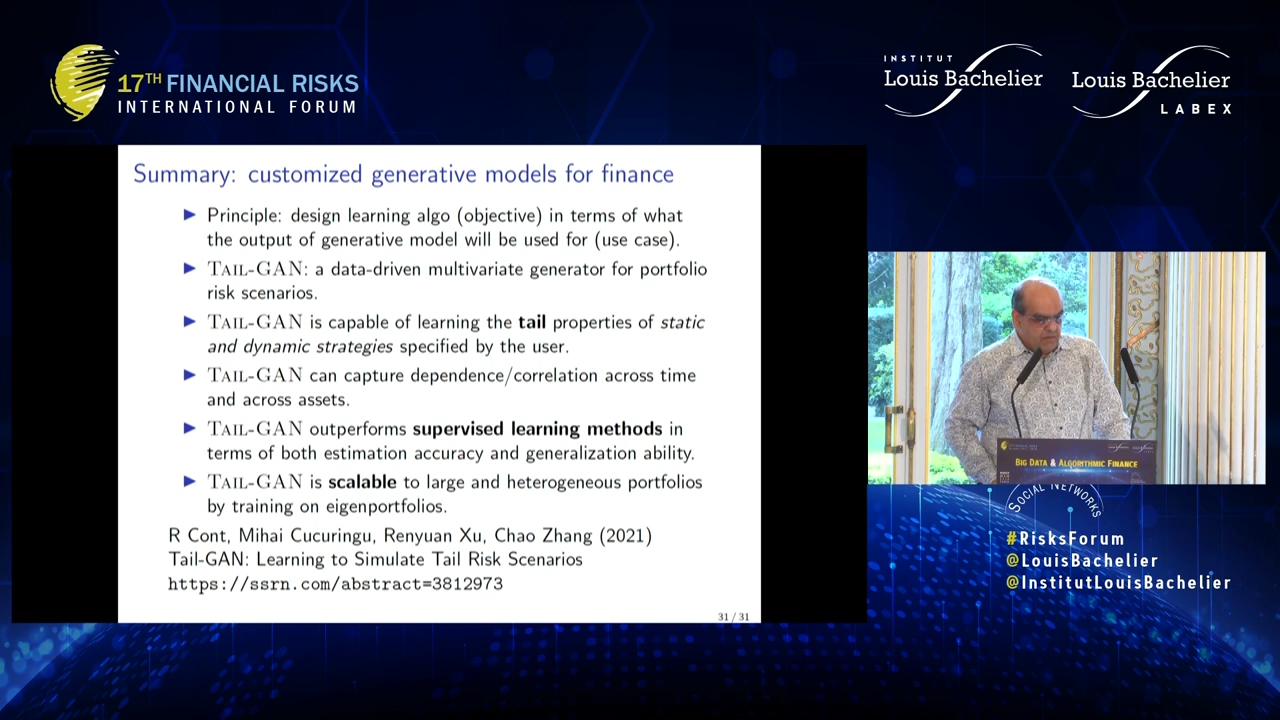 17TH FINANCIAL RISKS
INTERNATIONAL FORUM
INSTITUT
Louis Bachelier
Louis Bachelier
LABEX
Summary: customized generative models for finance
► Principle: design learning algo (objective) in terms of what
the output of generative model will be used for (use case).
► TAIL-GAN: a data-driven multivariate generator for portfolio
risk scenarios.
► TAIL-GAN is capable of learning the tail properties of static
and dynamic strategies specified by the user.
► TAIL-GAN can capture dependence/correlation across time
and across assets.
► TAIL-GAN outperforms supervised learning methods in
terms of both estimation accuracy and generalization ability.
► TAIL-GAN is scalable to large and heterogeneous portfolios
by training on eigenportfolios.
R Cont, Mihai Cucuringu, Renyuan Xu, Chao Zhang (2021)
Tail-GAN: Learning to Simulate Tail Risk Scenarios
https://ssrn.com/abstract=3812973
31 / 31
BIG DATA & ALGORITHMIC FINANCE
SOCIAL NETWORKS
#RisksForum
@LouisBachelier
@InstitutLouisBachelier